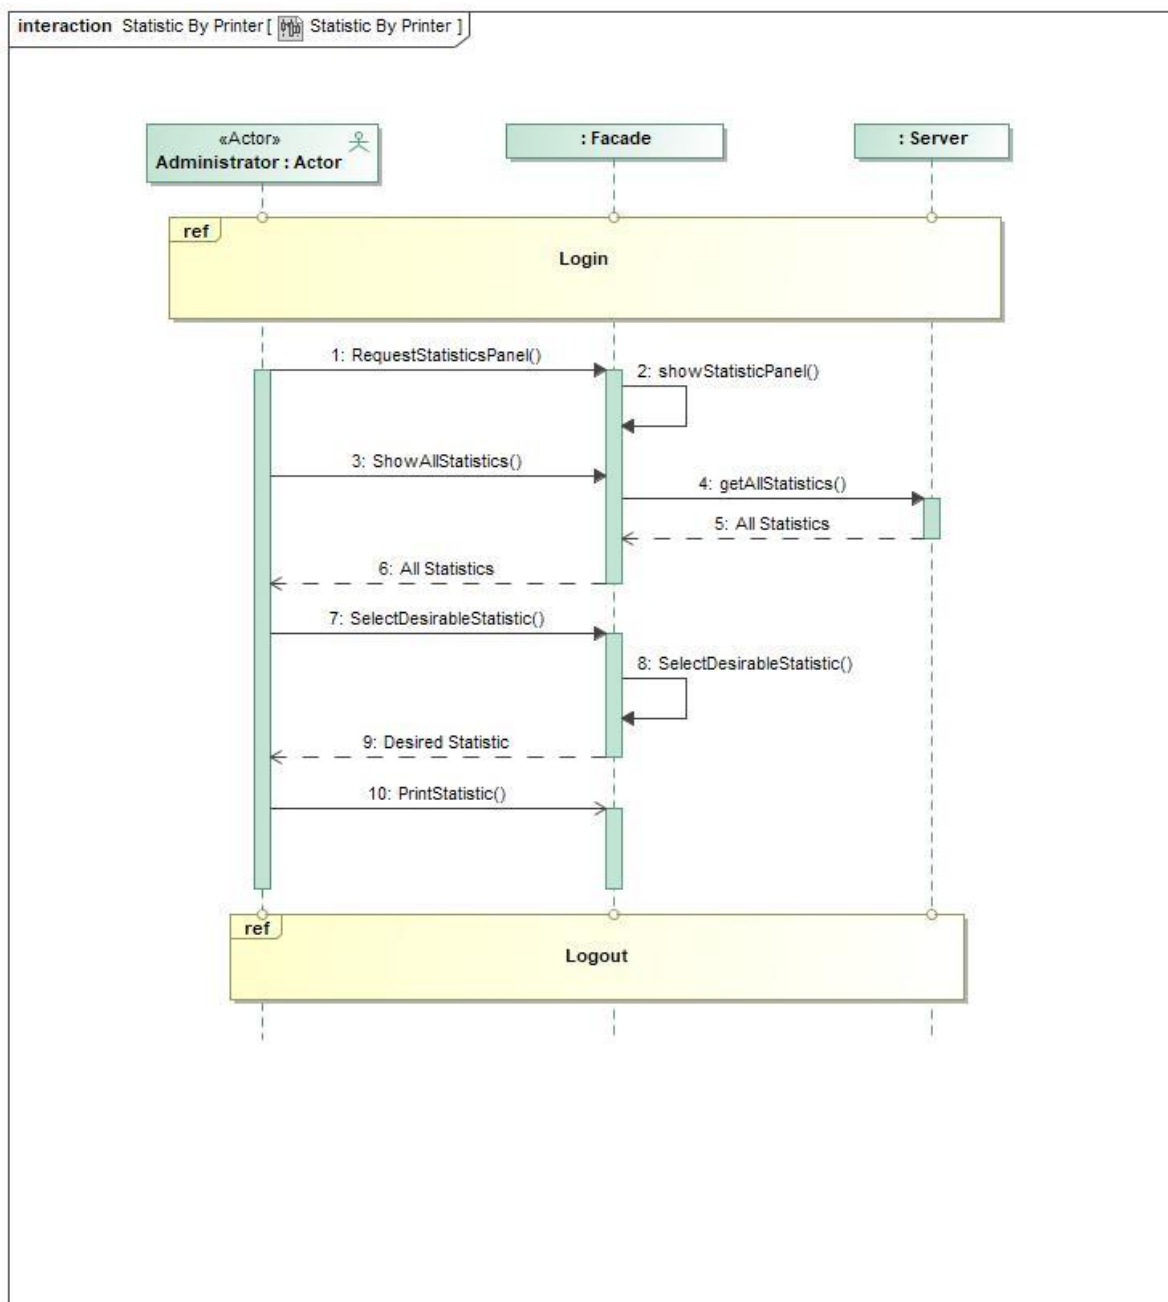 interaction Statistic By Printer [ Statistic By Printer ]
«Actor»
Administrator : Actor
: Facade
: Server
ref
Login
1: RequestStatisticsPanel()
2: showStatisticPanel()
3: ShowAllStatistics()
4: getAllStatistics()
5: All Statistics
6: All Statistics
7: SelectDesirableStatistic()
8: SelectDesirableStatistic()
9: Desired Statistic
10: PrintStatistic()
ref
Logout